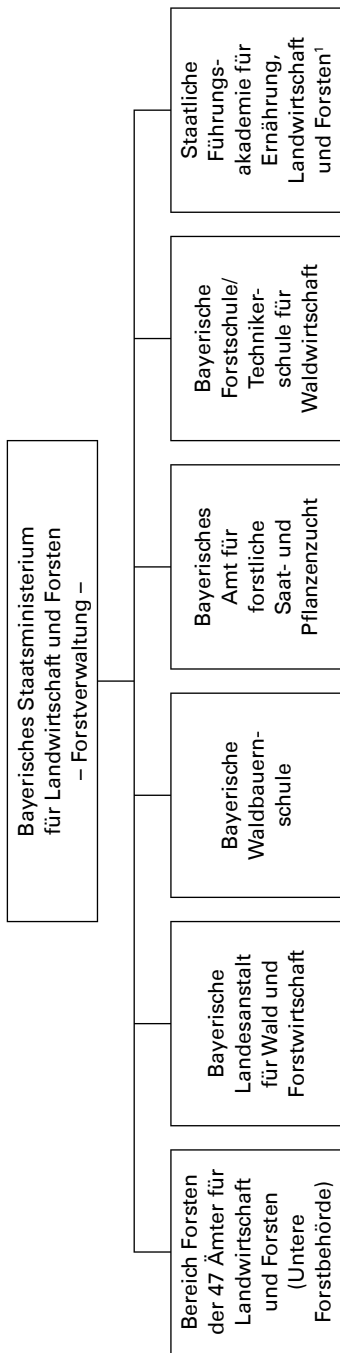 Bayerisches Staatsministerium
für Landwirtschaft und Forsten
– Forstverwaltung –
Bereich Forsten
der 47 Ämter für
Landwirtschaft
und Forsten
(Untere
Forstbehörde)
Bayerische
Landesanstalt
für Wald und
Forstwirtschaft
Bayerische
Waldbauern-
schule
Bayerisches
Amt für
forstliche
Saat- und
Pflanzenzucht
Bayerische
Forstschule/
Techniker-
schule für
Waldwirtschaft
Staatliche
Führungs-
akademie für
Ernährung,
Landwirtschaft
und Forsten¹